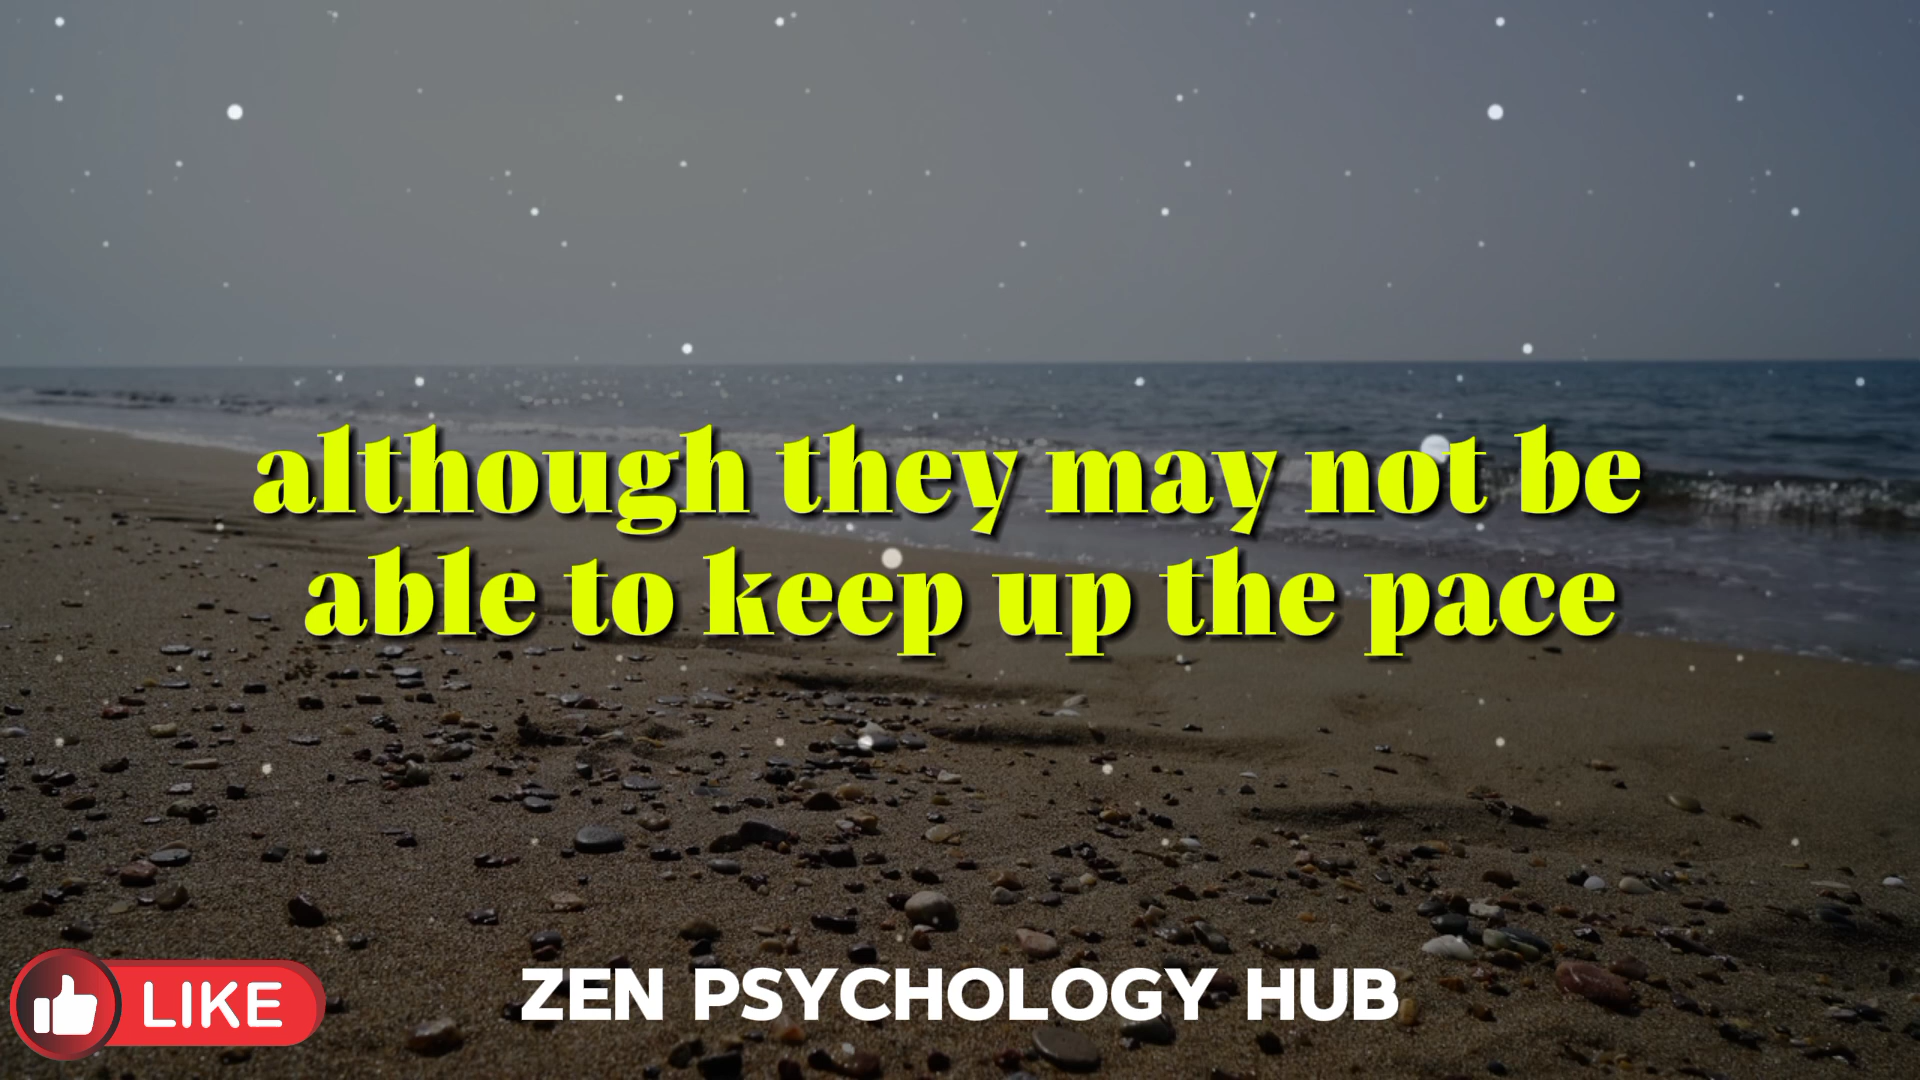 although they may not be
able to keep up the pace
LIKE
ZEN PSYCHOLOGY HUB